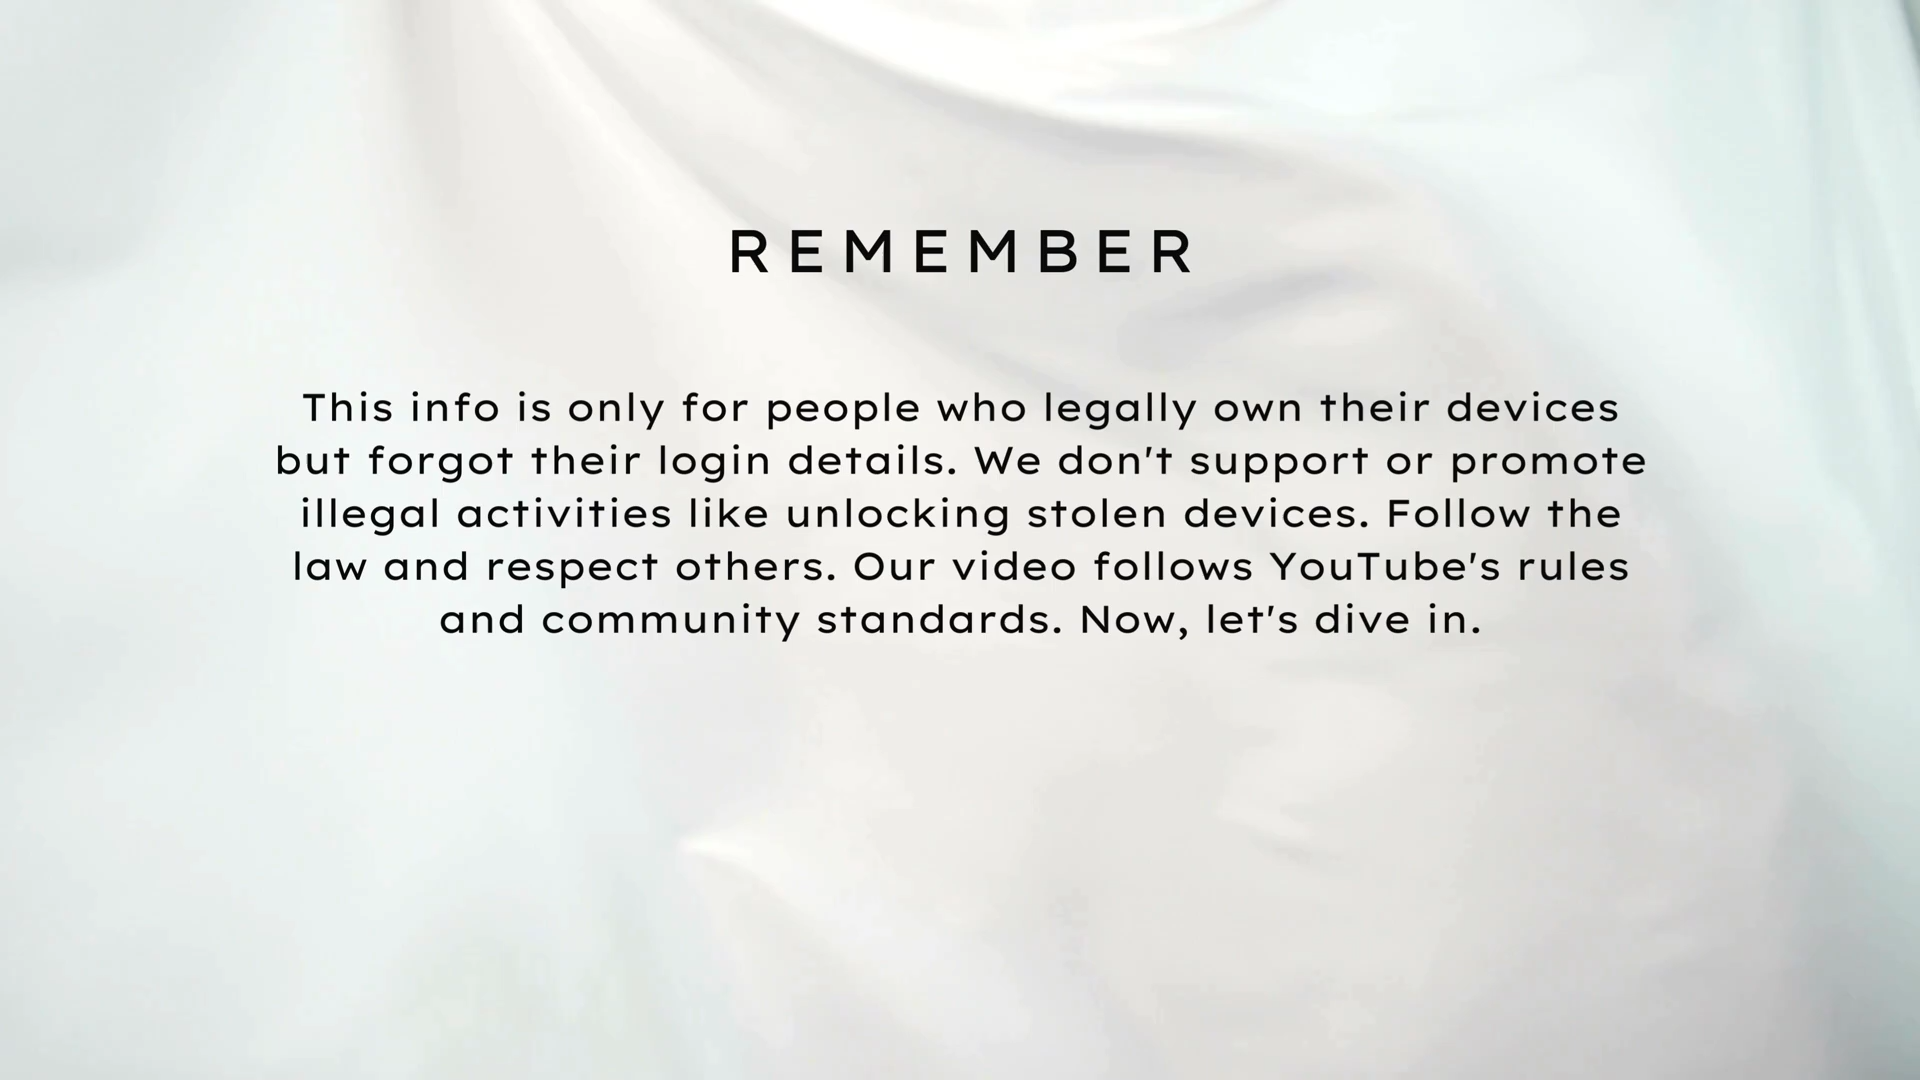 REMEMBER
This info is only for people who legally own their devices
but forgot their login details. We don't support or promote
illegal activities like unlocking stolen devices. Follow the
law and respect others. Our video follows YouTube's rules
and community standards. Now, let's dive in.